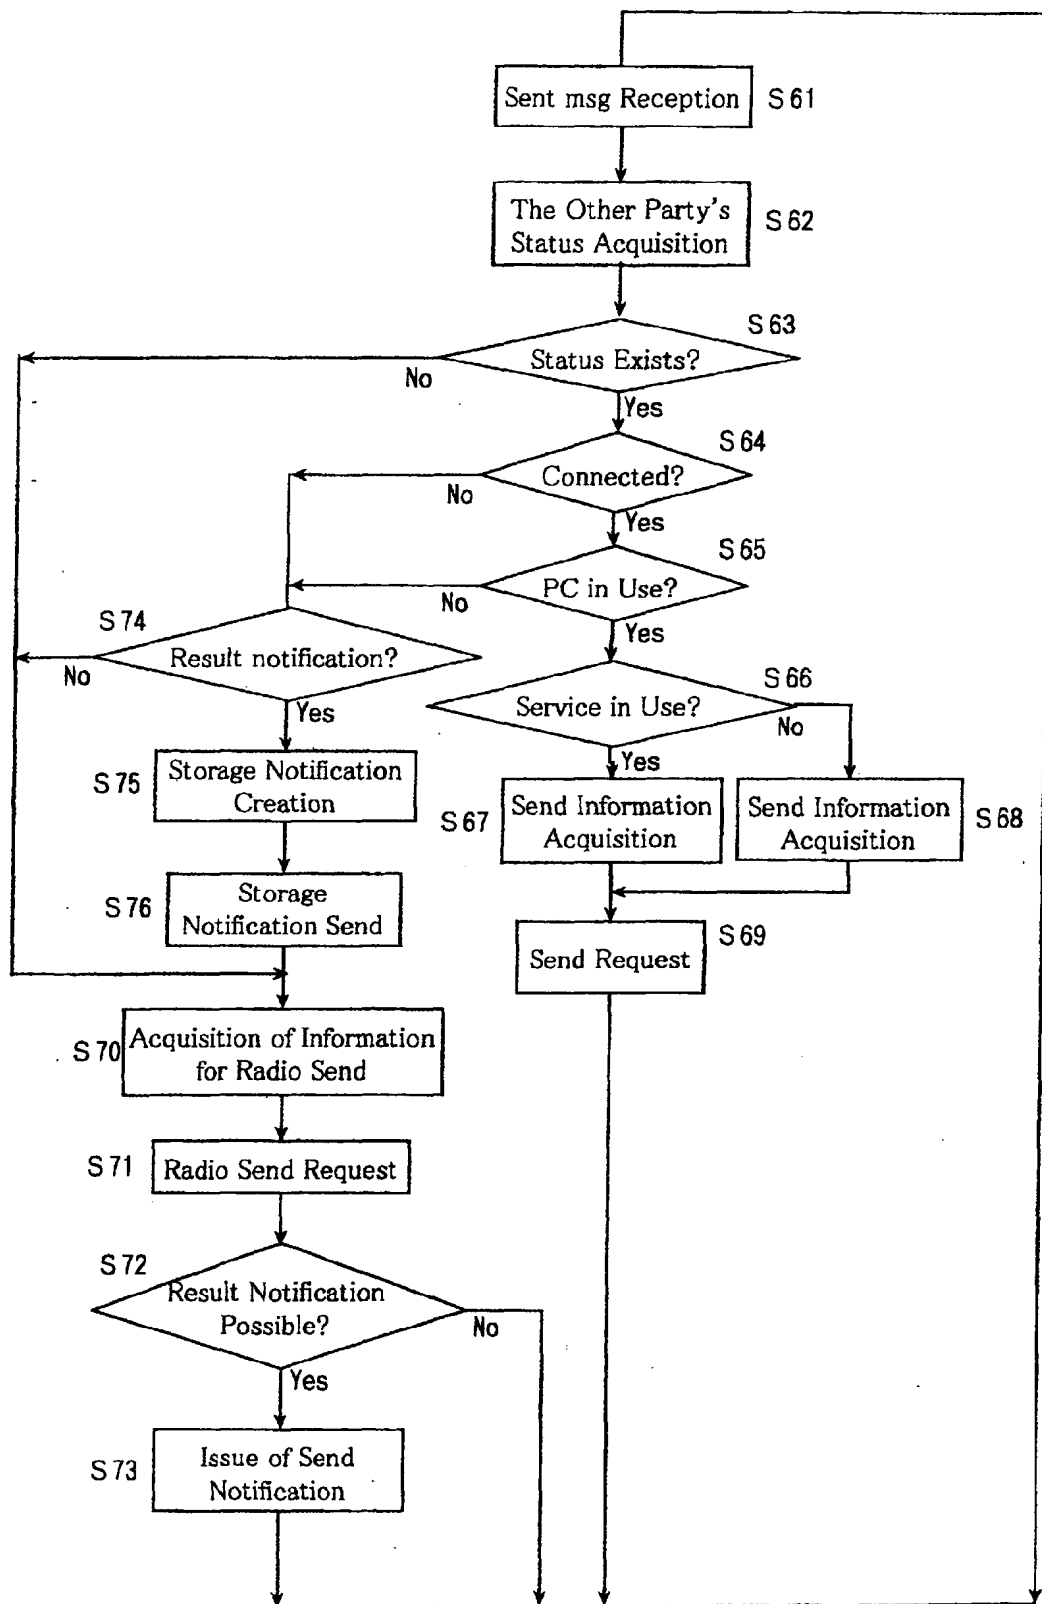 Sent msg Reception
S61
The Other Party's
Status Acquisition
S62
S63
Status Exists?
No
Yes
S64
Connected?
No
Yes
S65
PC in Use?
No
Yes
S74
Result notification?
No
Yes
S66
Service in Use?
No
Yes
S75
Storage Notification
Creation
S67
Send Information
Acquisition
Send Information
Acquisition
S68
S76
Storage
Notification Send
S69
Send Request
S70
Acquisition of Information
for Radio Send
S71
Radio Send Request
S72
Result Notification
Possible?
No
Yes
S73
Issue of Send
Notification